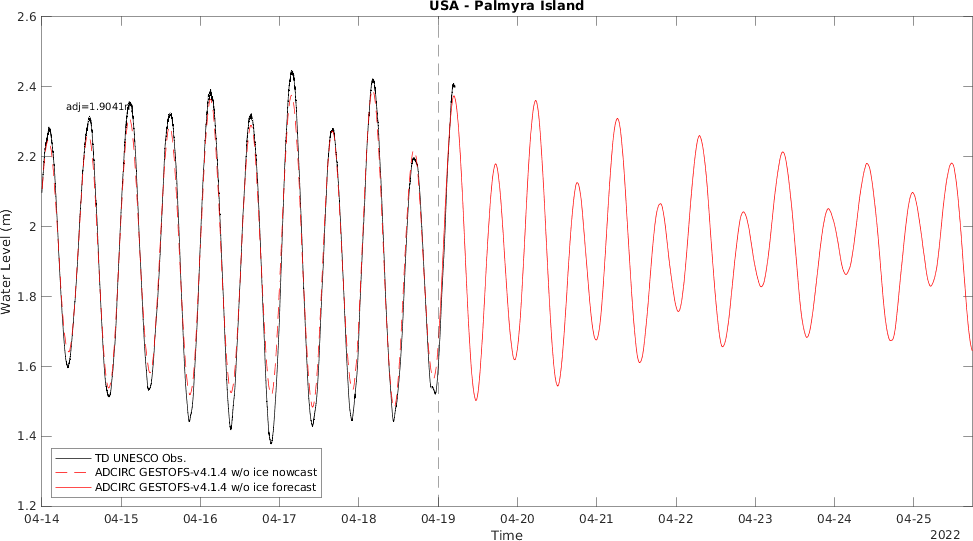 USA - Palmyra Island
2.6
2.4
adj=1.9041
2.2
2
1.8
1.6
1.4
1.2
Water Level (m)
TD UNESCO Obs.
ADCIRC GESTOFS-v4.1.4 w/o ice nowcast
ADCIRC GESTOFS-v4.1.4 w/o ice forecast
04-14 04-15 04-16 04-17 04-18 04-19 04-20 04-21 04-22 04-23 04-24 04-25
Time
2022